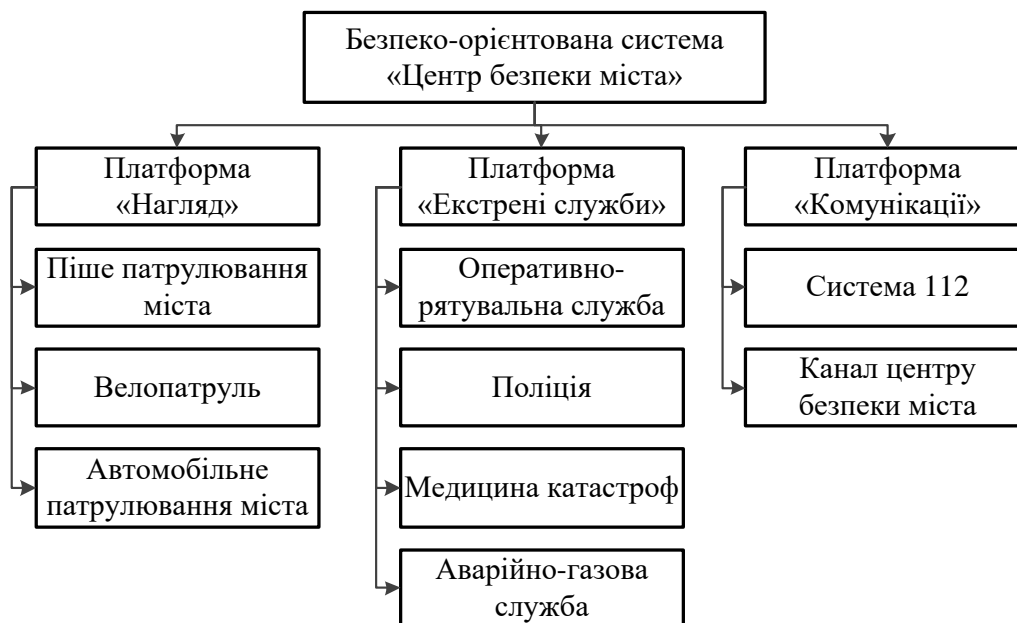 Безпеко-орієнтована система
«Центр безпеки міста»
Платформа
«Нагляд»
Піше патрулювання
міста
Велопатруль
Автомобільне
патрулювання міста
Платформа
«Екстрені служби»
Оперативно-
рятувальна служба
Поліція
Медицина катастроф
Аварійно-газова
служба
Платформа
«Комунікації»
Система 112
Канал центру
безпеки міста